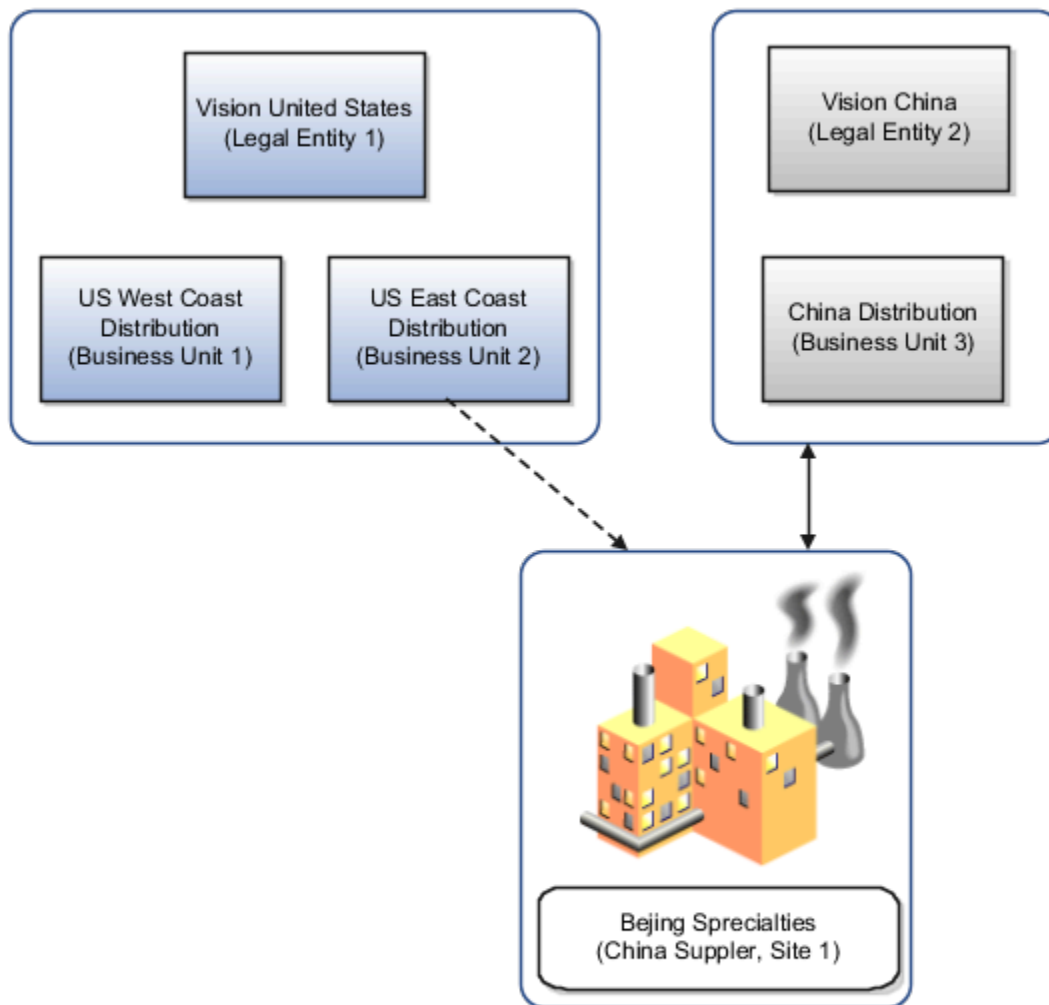 Vision United States
(Legal Entity 1)
Vision China
(Legal Entity 2)
US West Coast
Distribution
(Business Unit 1)
US East Coast
Distribution
(Business Unit 2)
China Distribution
(Business Unit 3)
Bejing Sprecialties
(China Suppler, Site 1)